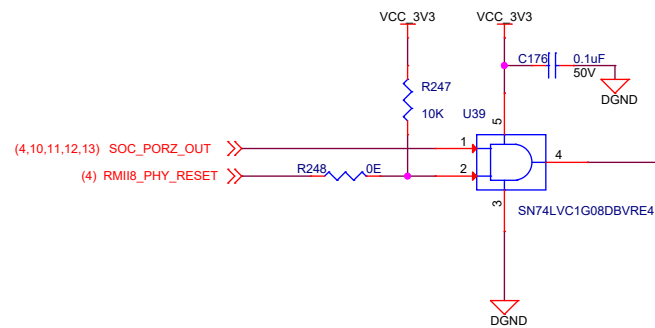 VCC_3V3
VCC_3V3
C176
0.1uF
50V
DGND
R247
10K
U39
5
(4,10,11,12,13) SOC_PORZ_OUT
1
4
(4) RMII8_PHY_RESET
R248
0E
2
3
SN74LVC1G08DBVRE4
DGND